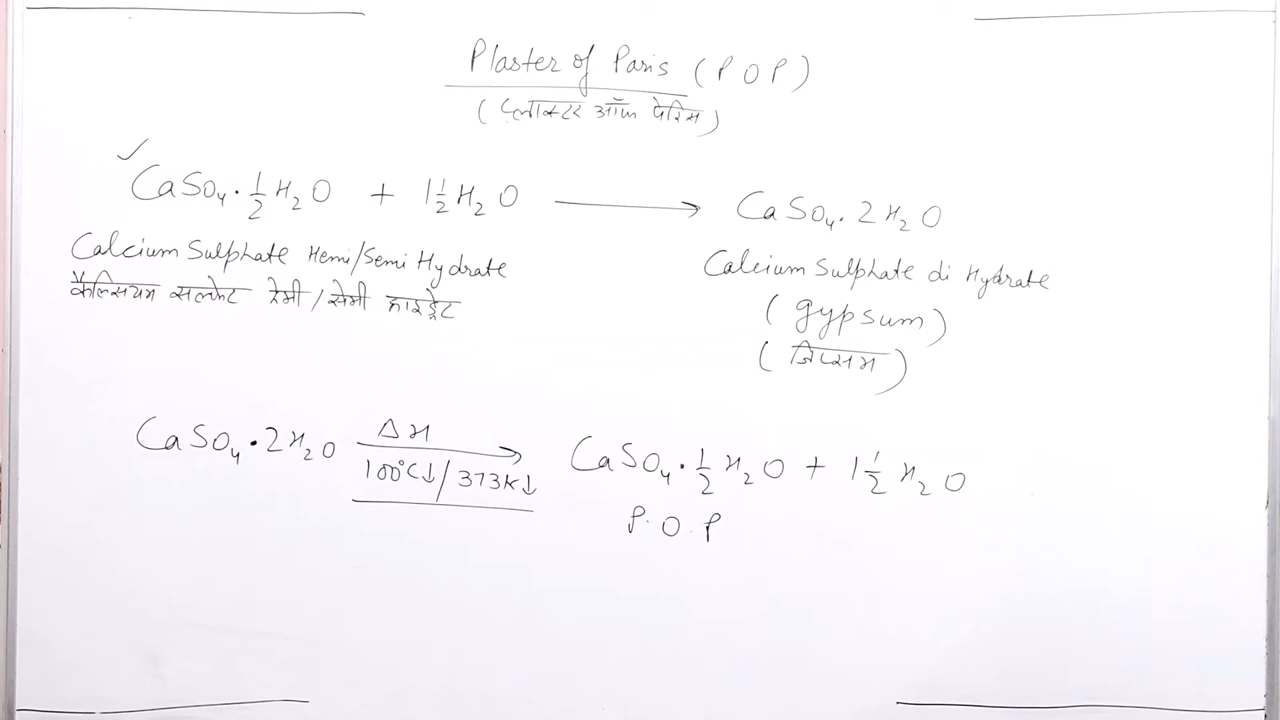 Plaster of Paris (P O P)
(प्लास्टर ऑफ पेरिस)
✓
CaSO₄·½H₂O + 1½H₂O ⟶ CaSO₄·2H₂O
Calcium Sulphate Hemi/Semi Hydrate
कैल्सियम सल्फेट हेमी/सेमी हाइड्रेट
Calcium Sulphate di Hydrate
(gypsum)
(जिप्सम)
CaSO₄·2H₂O ⟶ CaSO₄·½H₂O + 1½H₂O
ΔH
100°C↓/373K↓
P.O.P